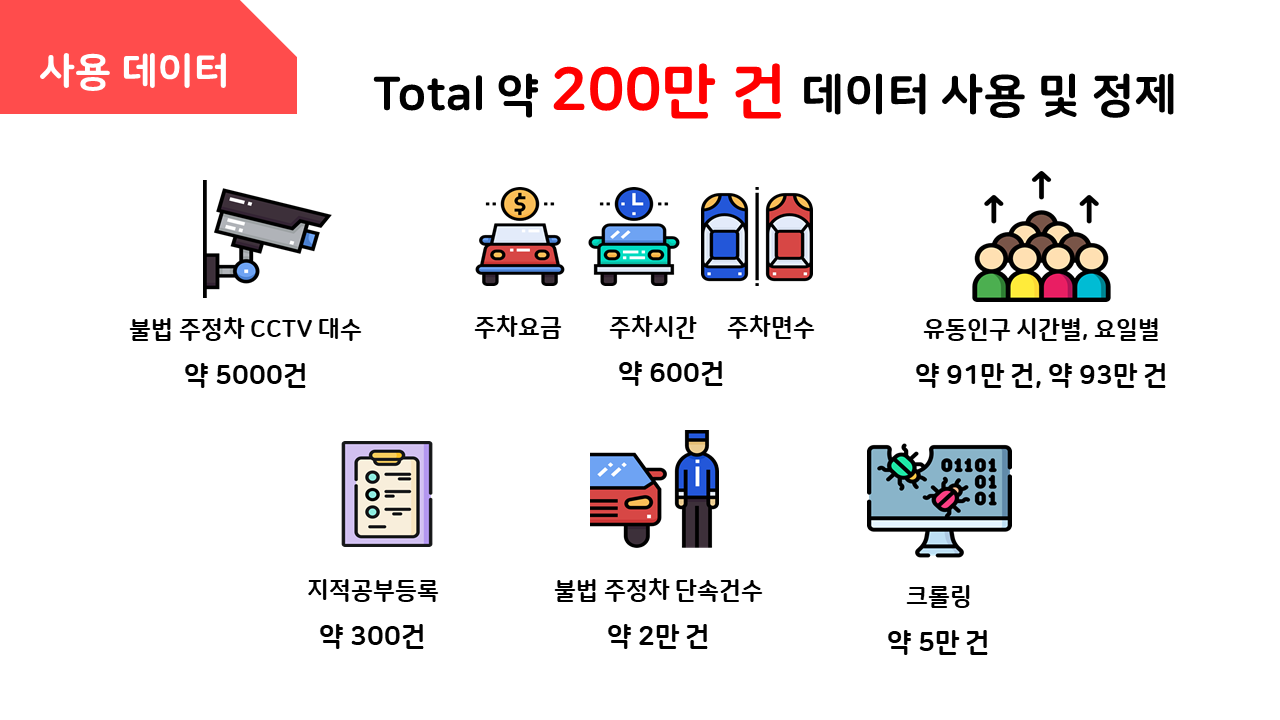 사용 데이터
Total 약 200만 건 데이터 사용 및 정제
불법 주정차 CCTV 대수
약 5000건
주차요금 주차시간 주차면수
약 600건
유동인구 시간별, 요일별
약 91만 건, 약 93만 건
01101
01
01
지적공부등록
약 300건
불법 주정차 단속건수
약 2만 건
크롤링
약 5만 건